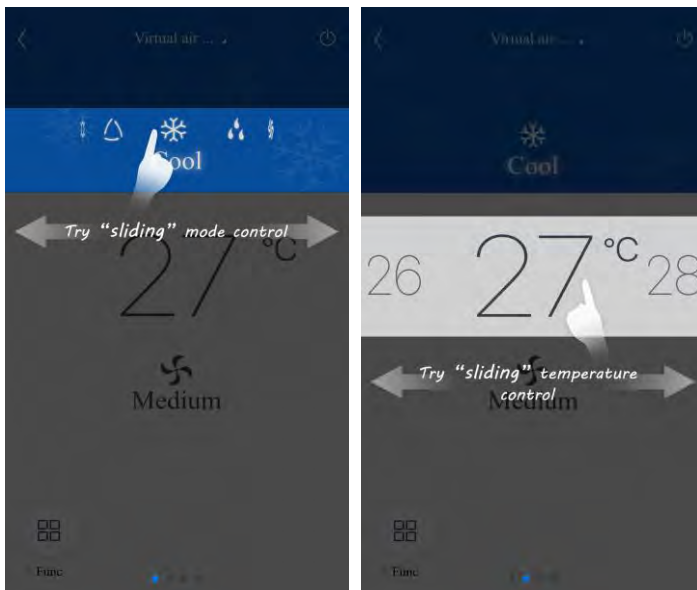 Virtual air ...
Cool
Try “sliding” mode control
27°C
Medium
Func
Virtual air ...
Cool
26 27°C 28
Try “sliding” temperature
control
Medium
Func